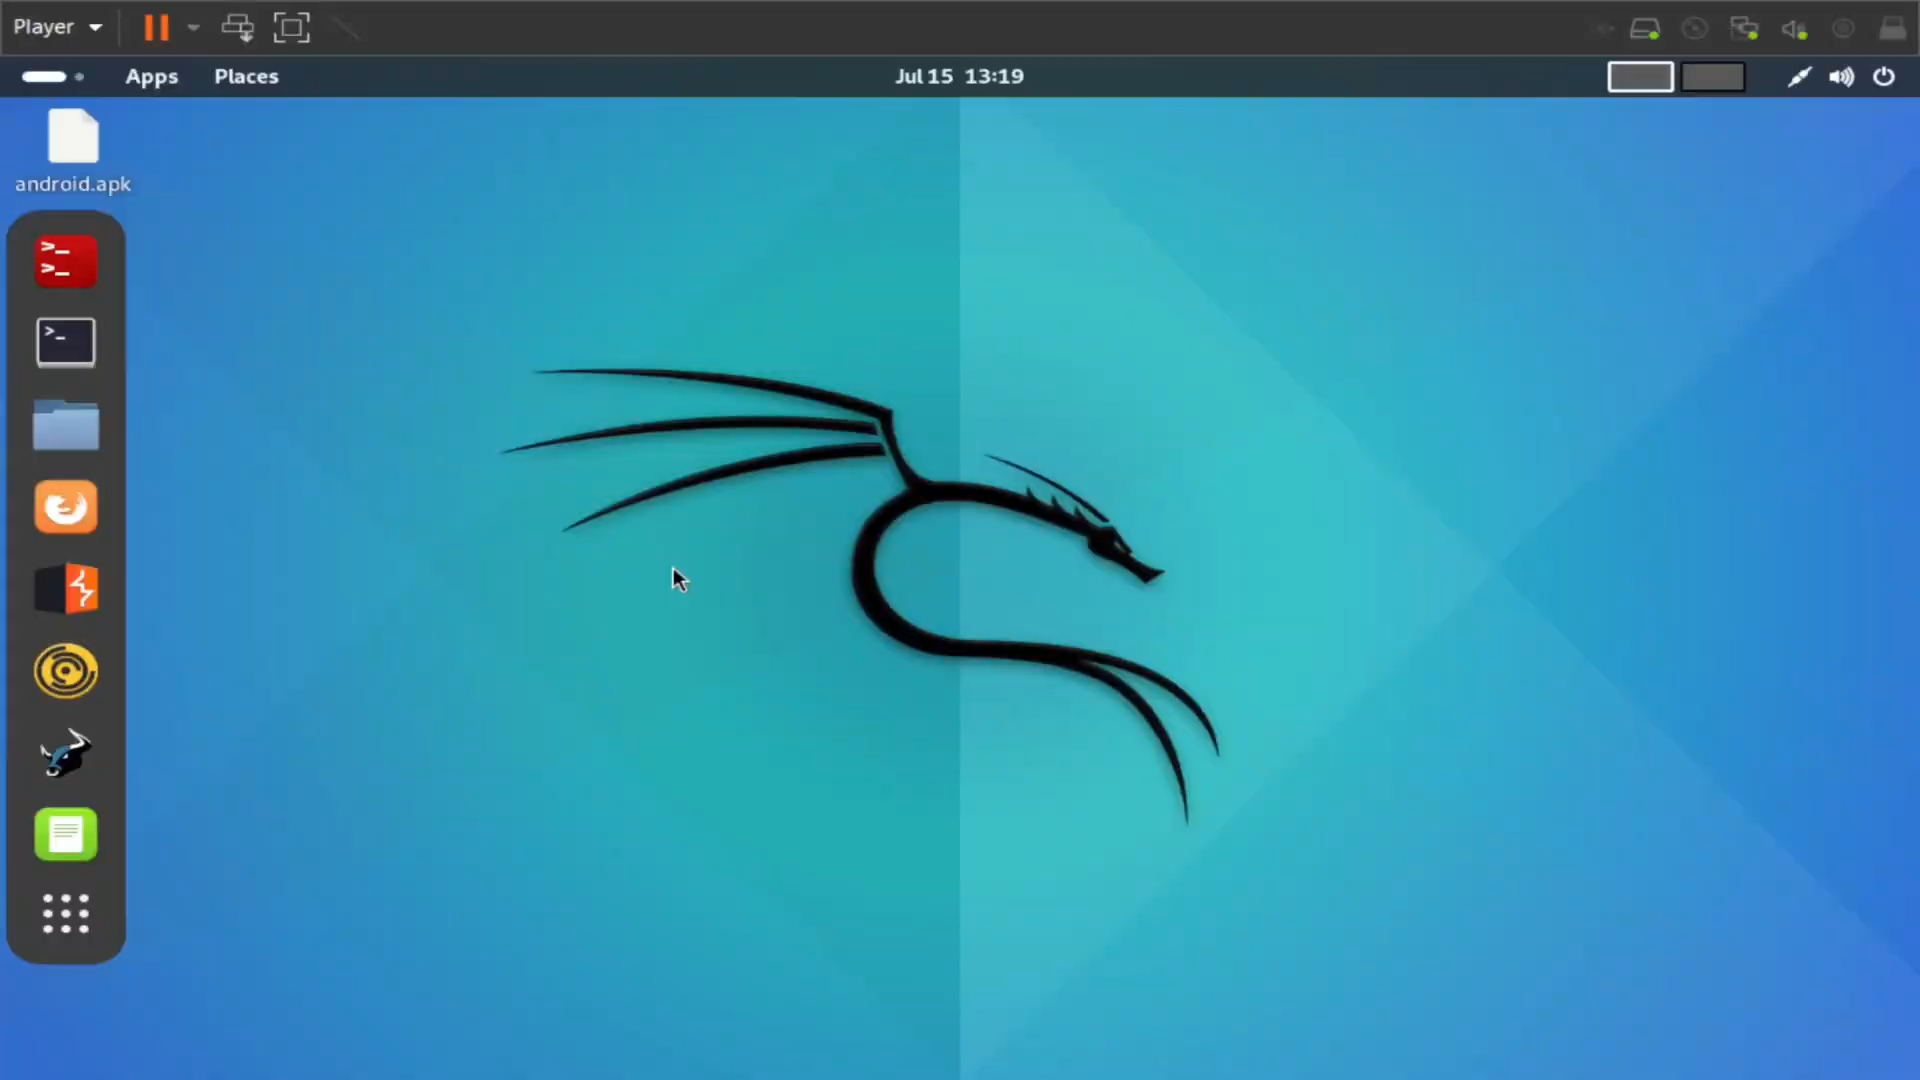 Player
Apps Places Jul 15 13:19
android.apk
>_
>_
>_